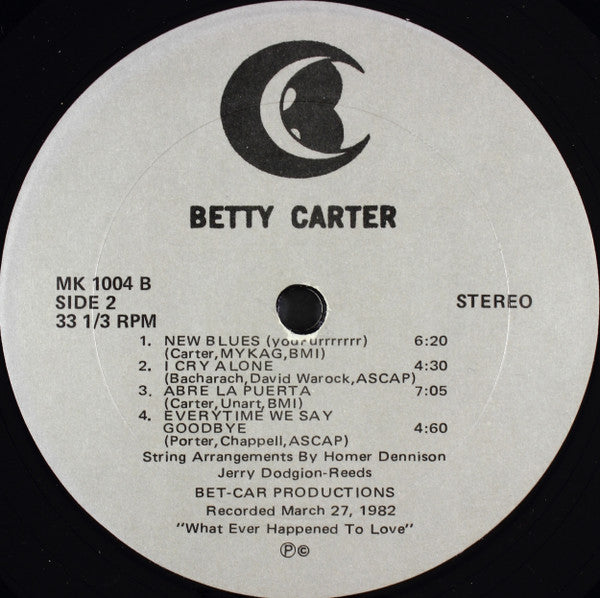 BETTY CARTER
MK 1004 B
SIDE 2
33 1/3 RPM
STEREO
1. NEW BLUES (you urrrrrrr) 6:20
(Carter,MYKAG,BMI)
2. I CRY ALONE 4:30
(Bacharach,David Warock,ASCAP)
3. ABRE LA PUERTA 7:05
(Carter,Unart,BMI)
4. EVERYTIME WE SAY
GOODBYE 4:60
(Porter,Chappell,ASCAP)
String Arrangements By Homer Dennison
Jerry Dodgion-Reeds
BET-CAR PRODUCTIONS
Recorded March 27, 1982
"What Ever Happened To Love"
Ⓟ©